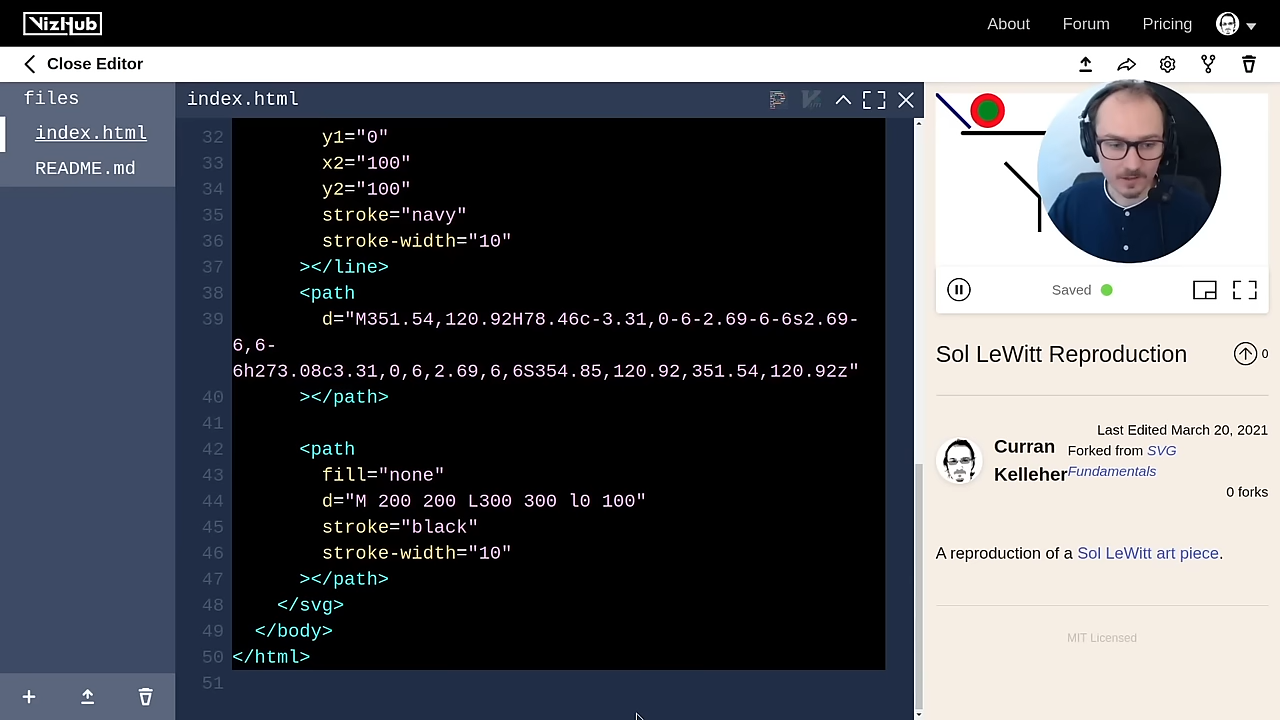 VizHub
About
Forum
Pricing
Close Editor
files
index.html
README.md
index.html
32 y1="0"
33 x2="100"
34 y2="100"
35 stroke="navy"
36 stroke-width="10"
37 ></line>
38 <path
39 d="M351.54,120.92H78.46c-3.31,0-6-2.69-6-6s2.69-
6,6-
6h273.08c3.31,0,6,2.69,6,6S354.85,120.92,351.54,120.92z"
40 ></path>
41
42 <path
43 fill="none"
44 d="M 200 200 L300 300 l0 100"
45 stroke="black"
46 stroke-width="10"
47 ></path>
48 </svg>
49 </body>
50 </html>
51
Saved
Sol LeWitt Reproduction
0
Last Edited March 20, 2021
Curran
Kelleher
Forked from SVG
Fundamentals
0 forks
A reproduction of a Sol LeWitt art piece.
MIT Licensed